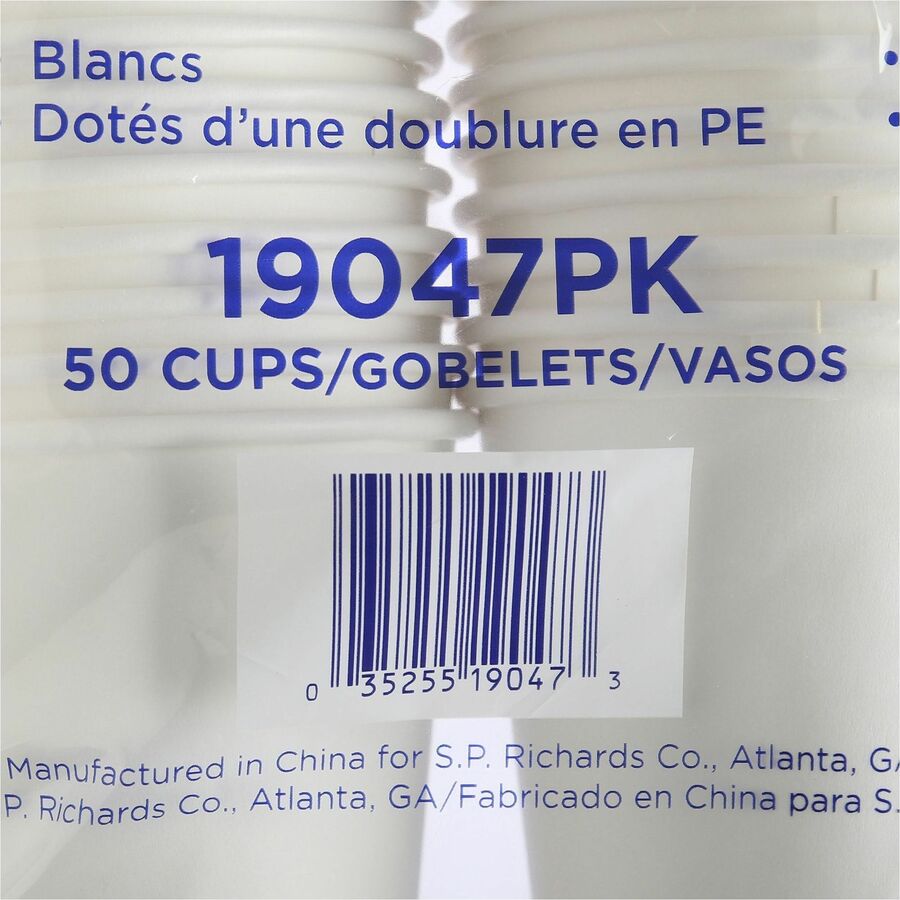 Blancs
Dotés d'une doublure en PE
19047PK
50 CUPS/GOBELETS/VASOS
0 35255 19047 3
Manufactured in China for S.P. Richards Co., Atlanta, GA
P. Richards Co., Atlanta, GA/Fabricado en China para S.